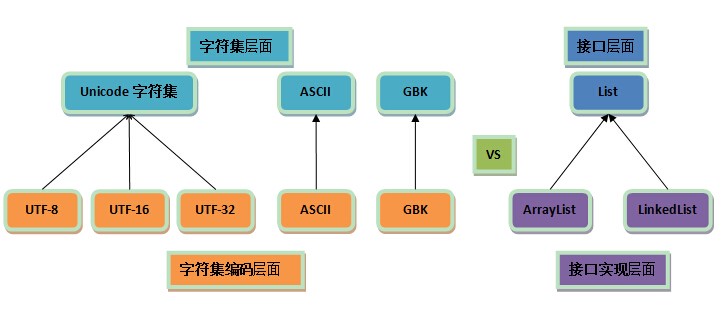 字符集层面
接口层面
Unicode 字符集
ASCII
GBK
List
VS
UTF-8
UTF-16
UTF-32
ASCII
GBK
ArrayList
LinkedList
字符集编码层面
接口实现层面